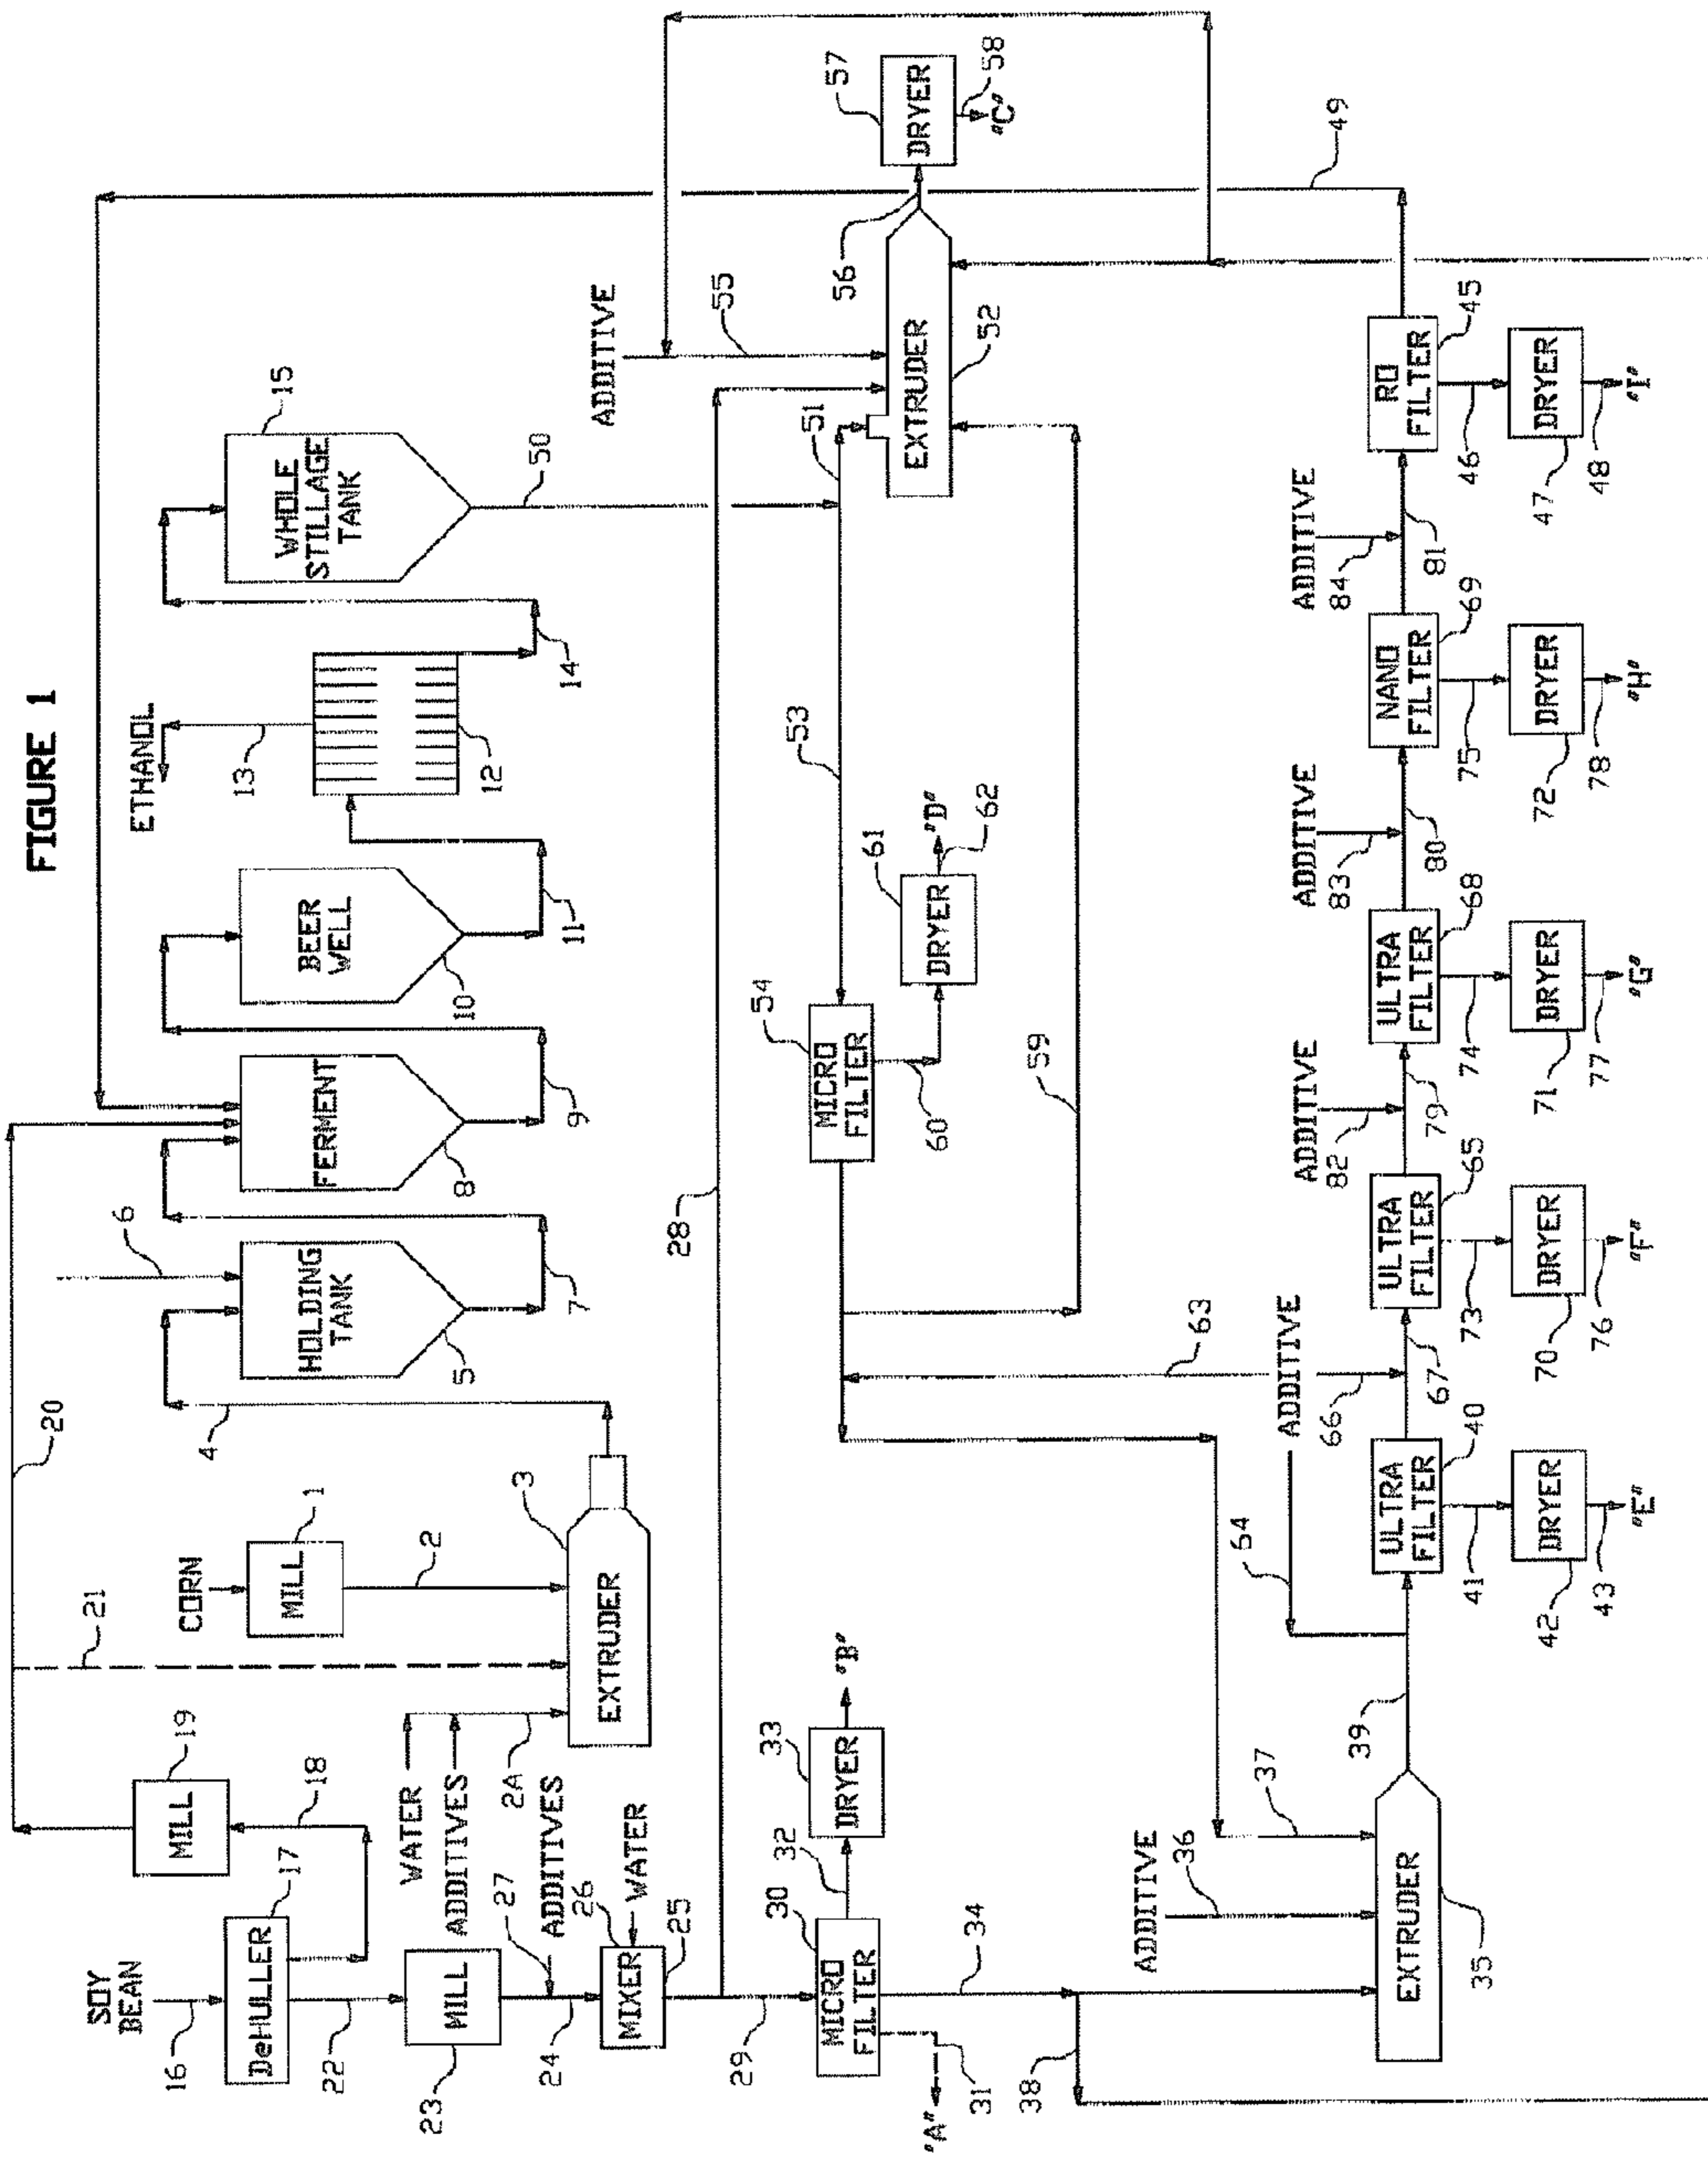 FIGURE 1
SOY
BEAN
16
DeHULLER
17
18
MILL
19
20
21
22
MILL
23
24
27
ADDITIVES
26
MIXER
WATER
25
WATER
ADDITIVES
2A
CORN
MILL
1
2
EXTRUDER
3
4
HOLDING
TANK
5
6
7
FERMENT
8
9
BEER
WELL
10
11
12
13
ETHANOL
14
WHOLE
STILLAGE
TANK
15
50
28
29
MICRO
FILTER
30
31
"A"
32
DRYER
33
"B"
34
38
ADDITIVE
36
37
EXTRUDER
35
39
MICRO
FILTER
54
53
60
DRYER
61
62
"D"
59
63
51
ADDITIVE
55
EXTRUDER
52
56
DRYER
57
58
"C"
49
ADDITIVE
64
ULTRA
FILTER
40
41
DRYER
42
43
"E"
66
67
ULTRA
FILTER
65
73
DRYER
70
76
"F"
ADDITIVE
82
79
ULTRA
FILTER
68
74
DRYER
71
77
"G"
ADDITIVE
83
80
NANO
FILTER
69
75
DRYER
72
78
"H"
ADDITIVE
84
81
RO
FILTER
45
46
DRYER
47
48
"I"